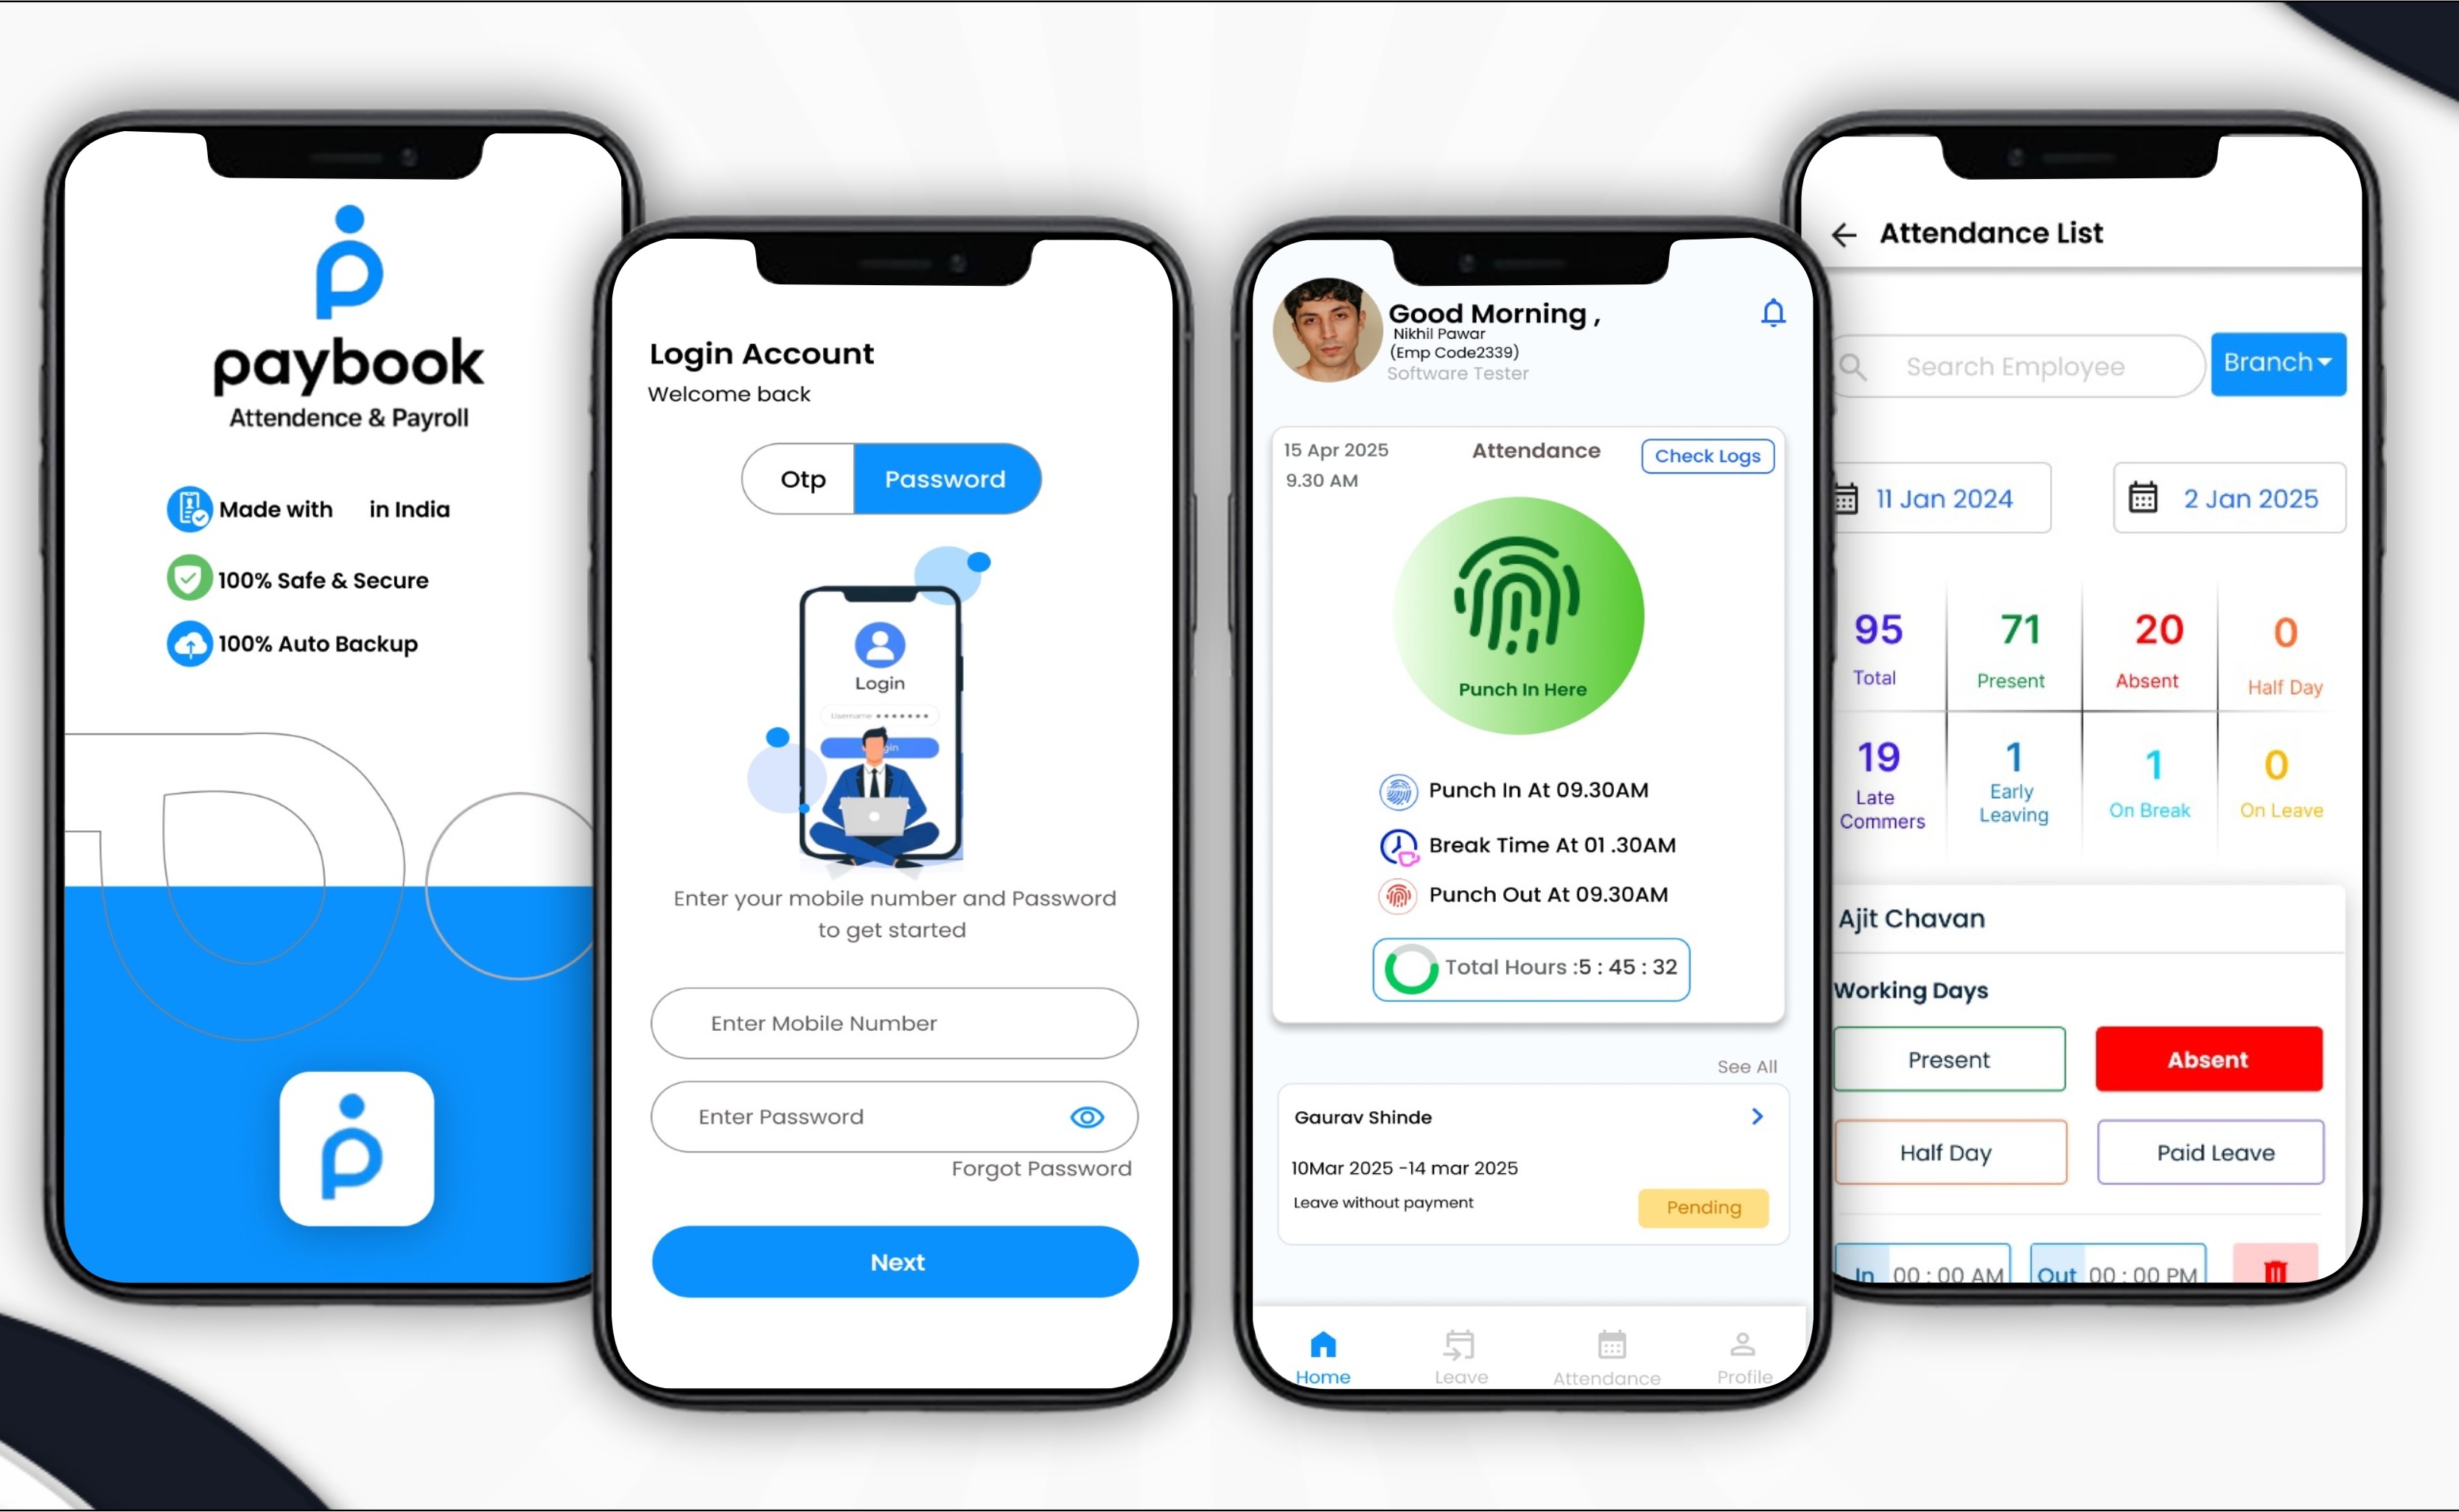 paybook
Attendence & Payroll
Made with in India
100% Safe & Secure
100% Auto Backup
Login Account
Welcome back
Otp
Password
Login
Username
Enter your mobile number and Password
to get started
Enter Mobile Number
Enter Password
Forgot Password
Next
Good Morning ,
Nikhil Pawar
(Emp Code2339)
Software Tester
15 Apr 2025
Attendance
Check Logs
9.30 AM
Punch In Here
Punch In At 09.30AM
Break Time At 01 .30AM
Punch Out At 09.30AM
Total Hours :5 : 45 : 32
See All
Gaurav Shinde
10Mar 2025 -14 mar 2025
Leave without payment
Pending
Home
Leave
Attendance
Profile
Attendance List
Search Employee
Branch
11 Jan 2024
2 Jan 2025
95
71
20
0
Total
Present
Absent
Half Day
19
1
1
0
Late
Commers
Early
Leaving
On Break
On Leave
Ajit Chavan
Working Days
Present
Absent
Half Day
Paid Leave
In 00 : 00 AM
Out 00 : 00 PM